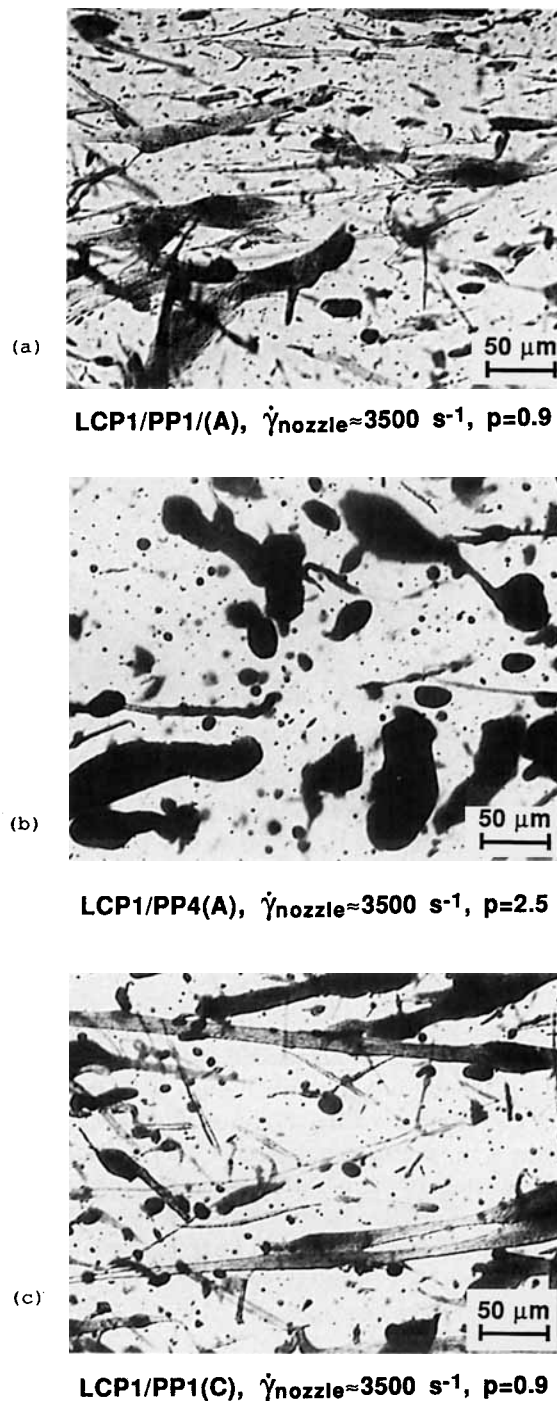 50 μm
(a)
LCP1/PP1/(A), γ̇nozzle≈3500 s-1, p=0.9
50 μm
(b)
LCP1/PP4(A), γ̇nozzle≈3500 s-1, p=2.5
50 μm
(c)
LCP1/PP1(C), γ̇nozzle≈3500 s-1, p=0.9